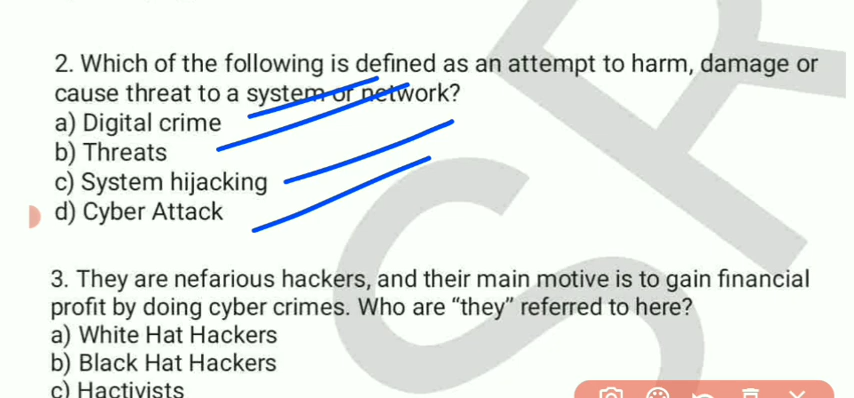 2. Which of the following is defined as an attempt to harm, damage or
cause threat to a system or network?
a) Digital crime
b) Threats
c) System hijacking
d) Cyber Attack
3. They are nefarious hackers, and their main motive is to gain financial
profit by doing cyber crimes. Who are “they” referred to here?
a) White Hat Hackers
b) Black Hat Hackers
c) Hactivists